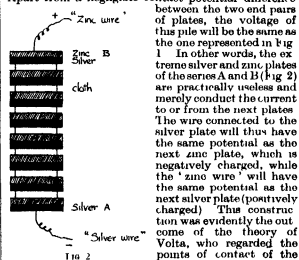 between the two end pairs
of plates, the voltage of
this pile will be the same as
the one represented in Fig
1 In other words, the ex
treme silver and zinc plates
of the series A and B (Fig 2)
are practically useless and
merely conduct the current
to or from the next plates
The wire connected to the
silver plate will thus have
the same potential as the
next zinc plate, which is
negatively charged, while
the 'zinc wire' will have
the same potential as the
next silver plate (positively
charged) This construc
tion was evidently the out
come of the theory of
Volta, who regarded the
points of contact of the
+ "Zinc wire"
Zinc B
Silver
cloth
Silver A
"Silver wire"
−
FIG 2